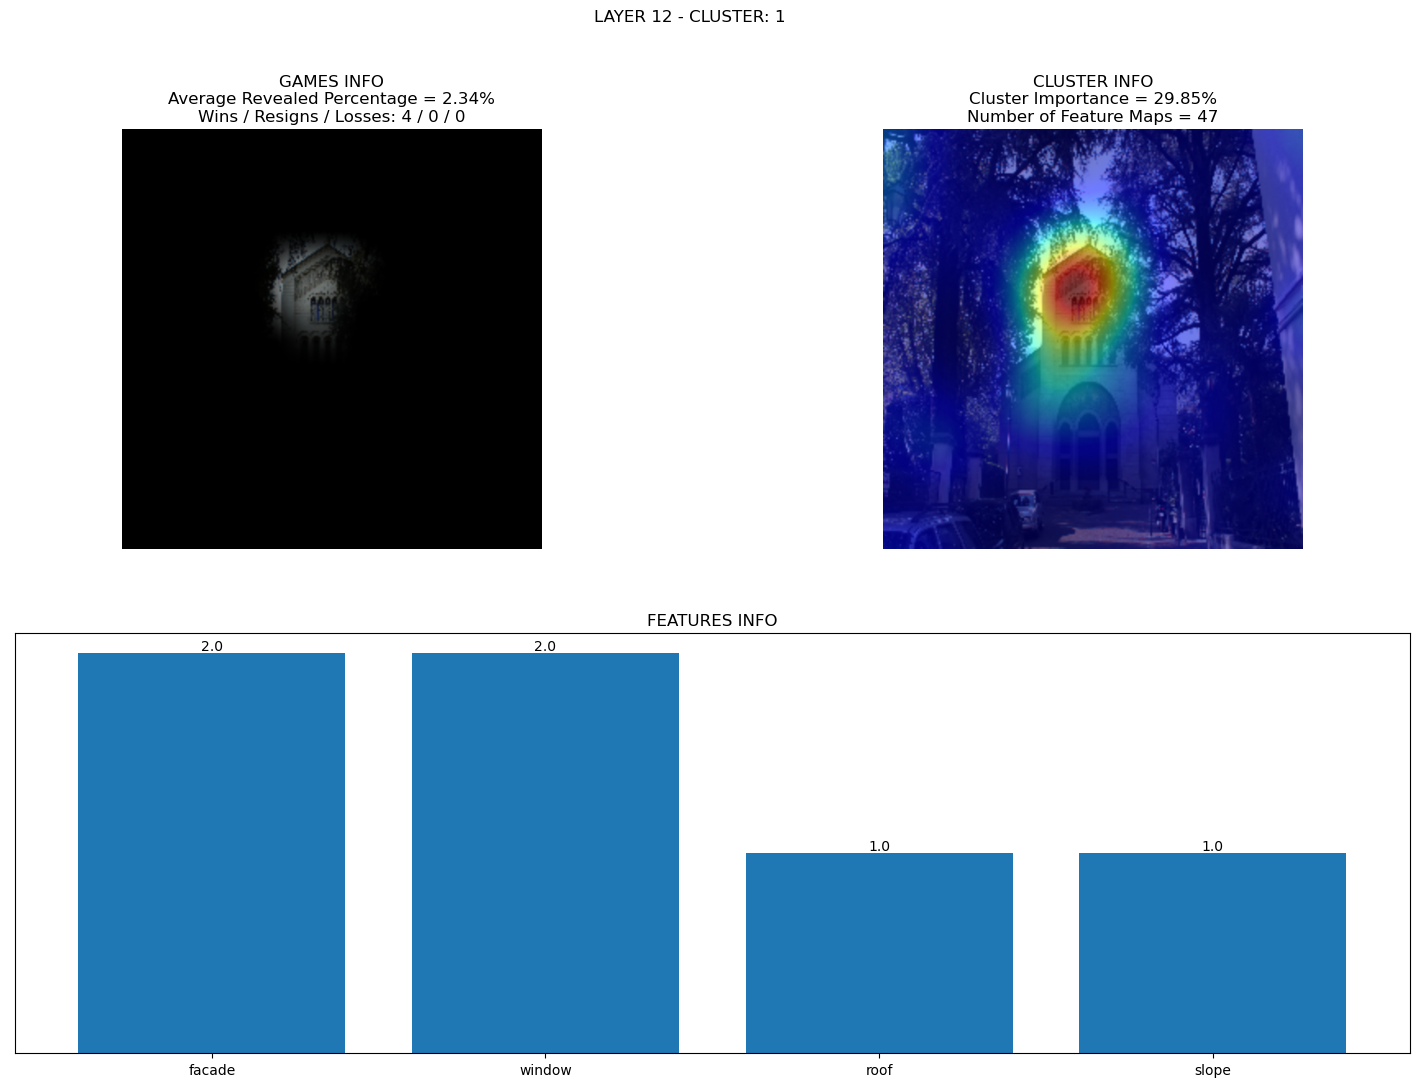 LAYER 12 - CLUSTER: 1
GAMES INFO
Average Revealed Percentage = 2.34%
Wins / Resigns / Losses: 4 / 0 / 0
CLUSTER INFO
Cluster Importance = 29.85%
Number of Feature Maps = 47
FEATURES INFO
2.0
2.0
1.0
1.0
facade
window
roof
slope